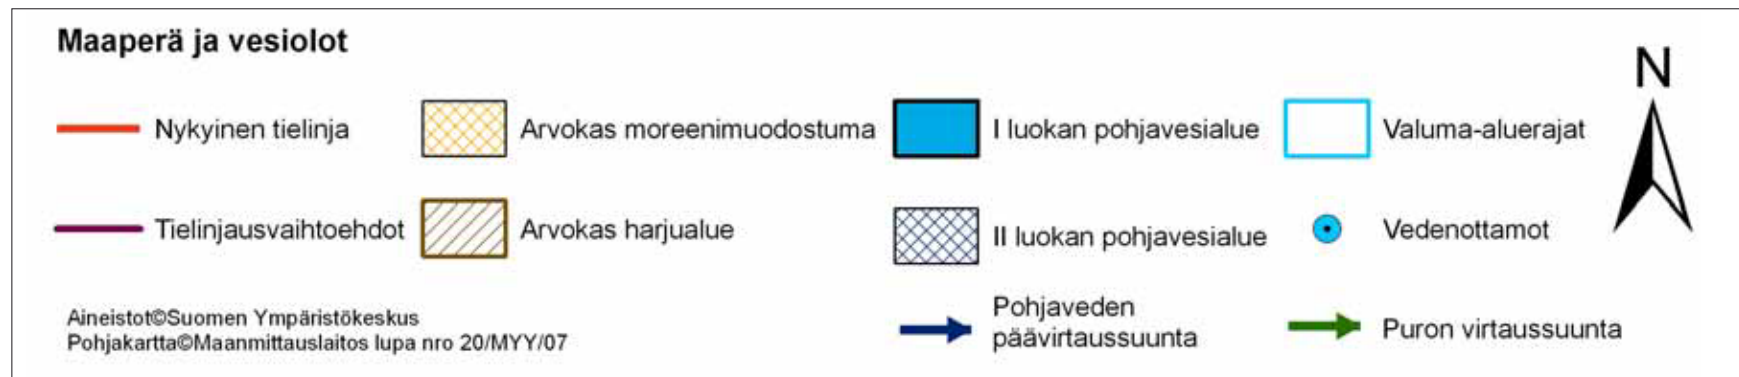 Maaperä ja vesiolot
N
Nykyinen tielinja
Arvokas moreenimuodostuma
I luokan pohjavesialue
Valuma-aluerajat
Tielinjausvaihtoehdot
Arvokas harjualue
II luokan pohjavesialue
Vedenottamot
Pohjaveden
päävirtaussuunta
Puron virtaussuunta
Aineistot©Suomen Ympäristökeskus
Pohjakartta©Maanmittauslaitos lupa nro 20/MYY/07